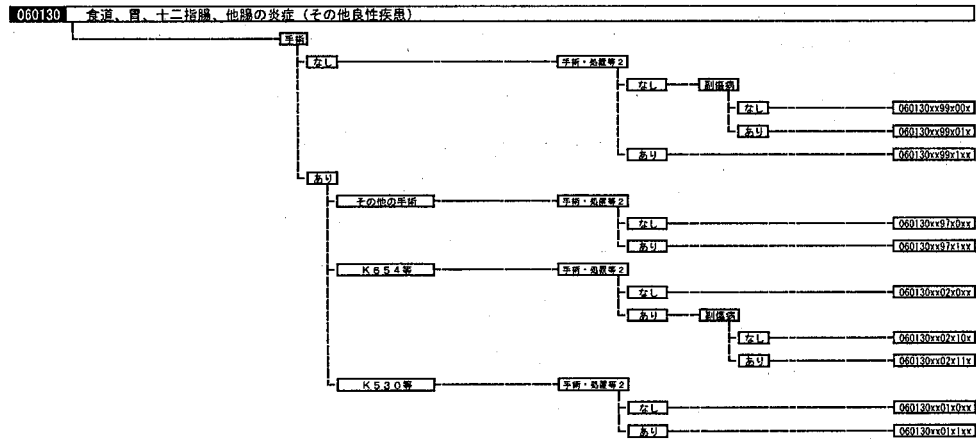 060130 食道、胃、十二指腸、他腸の炎症（その他良性疾患）
手術
なし 手術・処置等２
なし 副傷病
なし 060130xx99x00x
あり 060130xx99x01x
あり 060130xx99x1xx
あり
その他の手術 手術・処置等２
なし 060130xx97x0xx
あり 060130xx97x1xx
Ｋ６５４等 手術・処置等２
なし 060130xx02x0xx
あり 副傷病
なし 060130xx02x10x
あり 060130xx02x11x
Ｋ５３０等 手術・処置等２
なし 060130xx01x0xx
あり 060130xx01x1xx